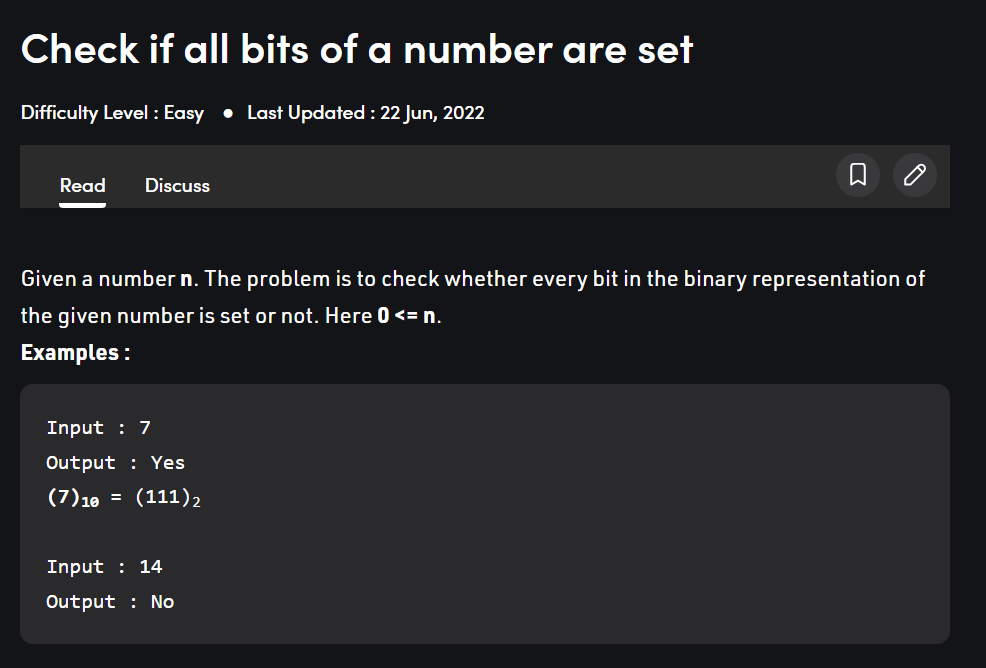 Check if all bits of a number are set
Difficulty Level : Easy ● Last Updated : 22 Jun, 2022
Read Discuss
Given a number n. The problem is to check whether every bit in the binary representation of
the given number is set or not. Here 0 <= n.
Examples :
Input : 7
Output : Yes
(7)₁₀ = (111)₂
Input : 14
Output : No